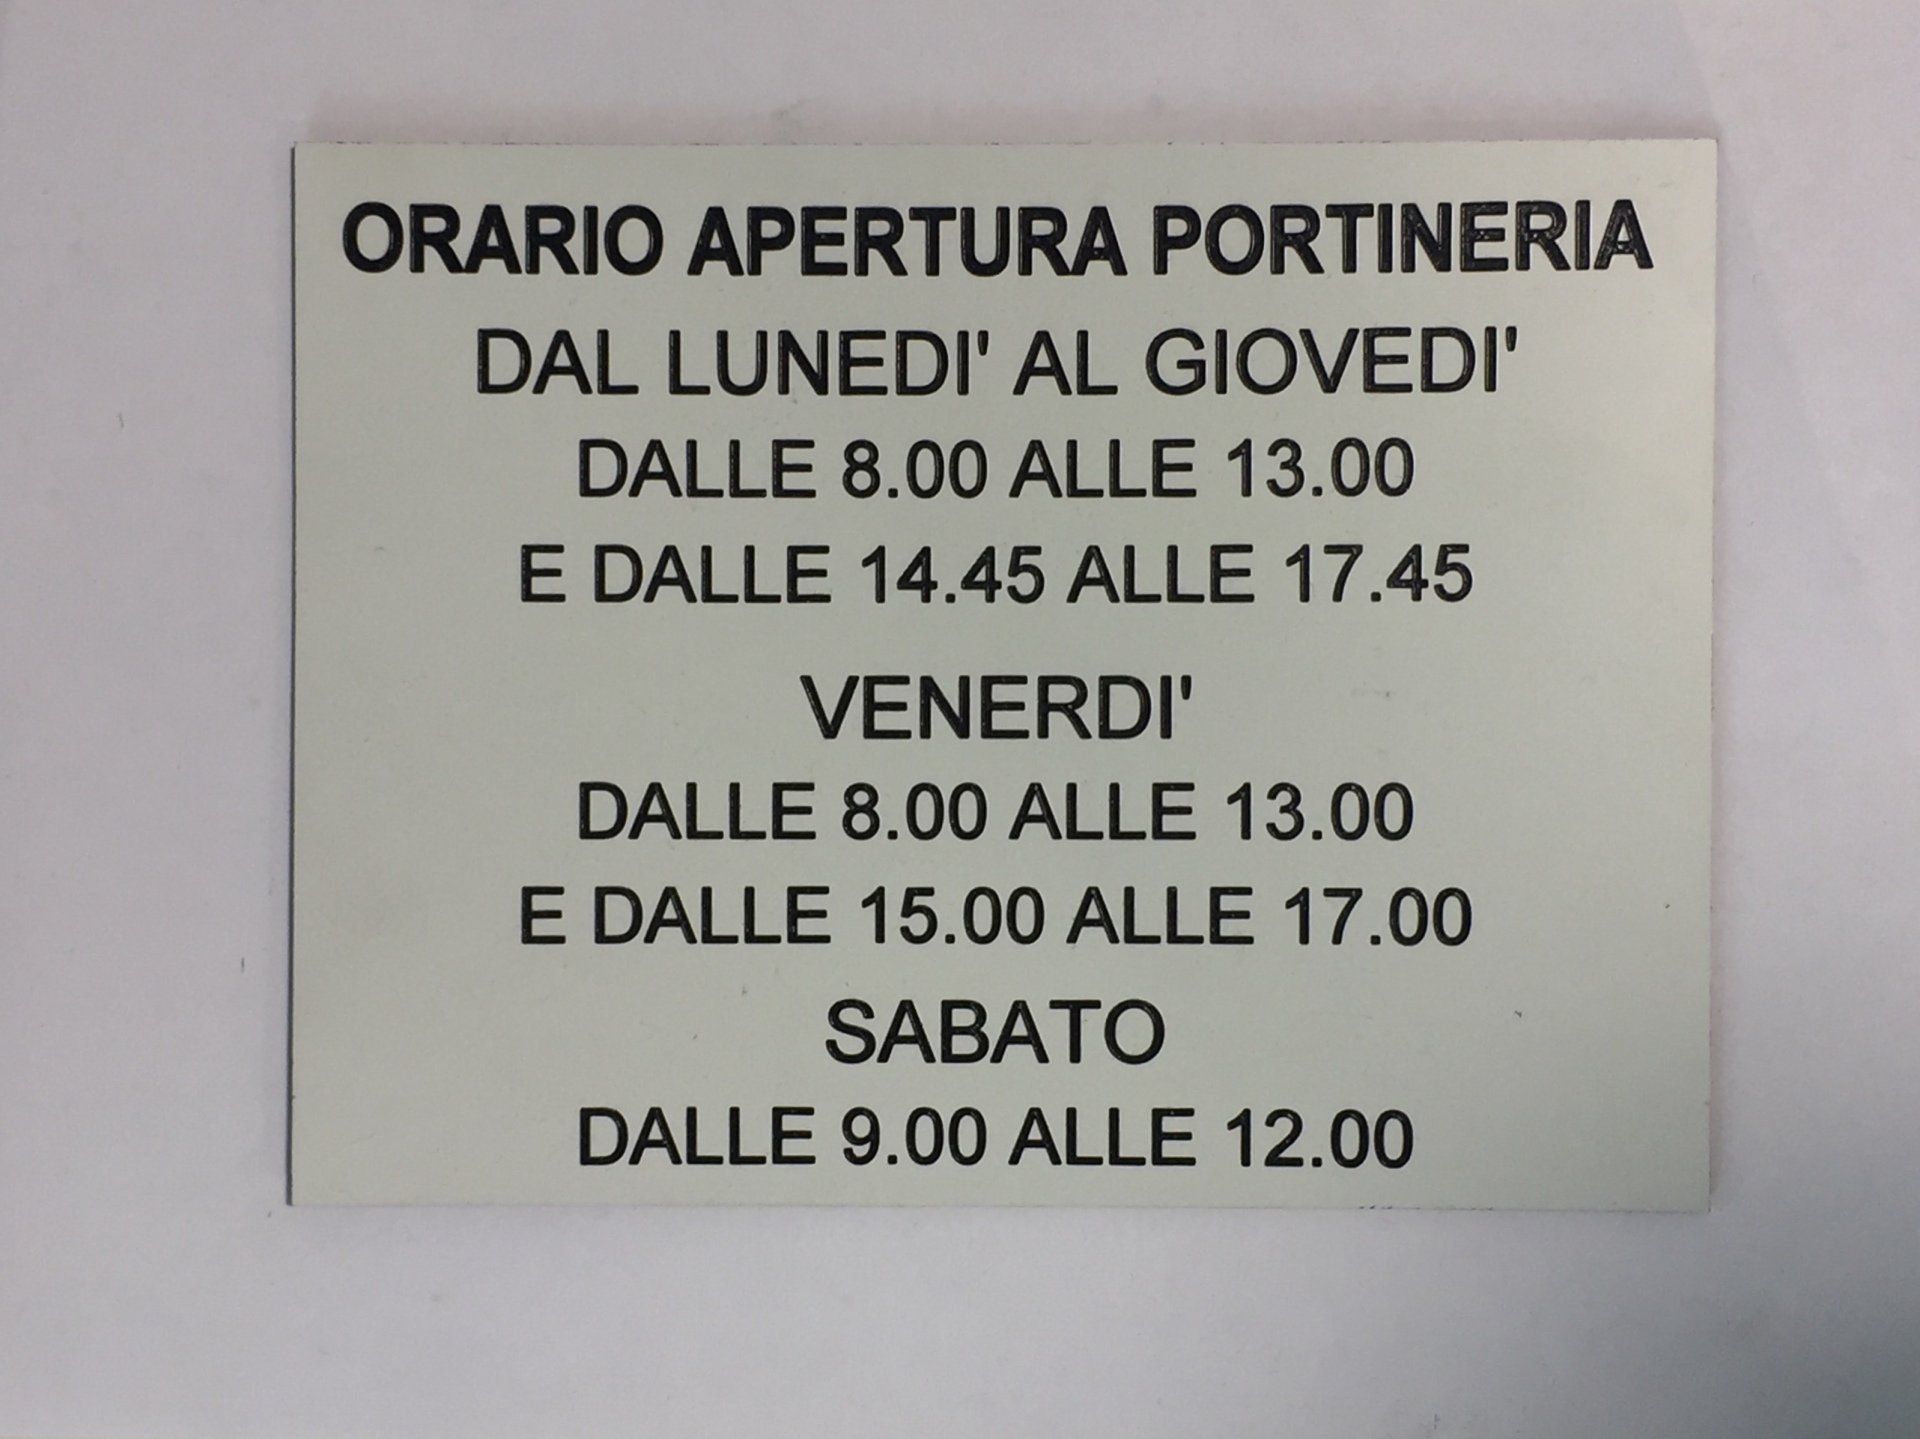 ORARIO APERTURA PORTINERIA
DAL LUNEDI' AL GIOVEDI'
DALLE 8.00 ALLE 13.00
E DALLE 14.45 ALLE 17.45
VENERDI'
DALLE 8.00 ALLE 13.00
E DALLE 15.00 ALLE 17.00
SABATO
DALLE 9.00 ALLE 12.00